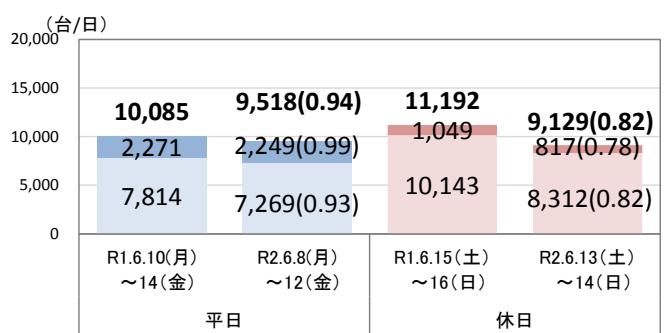 (台/日)
20,000
15,000
10,000
5,000
0
10,085
2,271
7,814
9,518(0.94)
2,249(0.99)
7,269(0.93)
11,192
1,049
10,143
9,129(0.82)
817(0.78)
8,312(0.82)
R1.6.10(月)
~14(金)
R2.6.8(月)
~12(金)
R1.6.15(土)
~16(日)
R2.6.13(土)
~14(日)
平日
休日